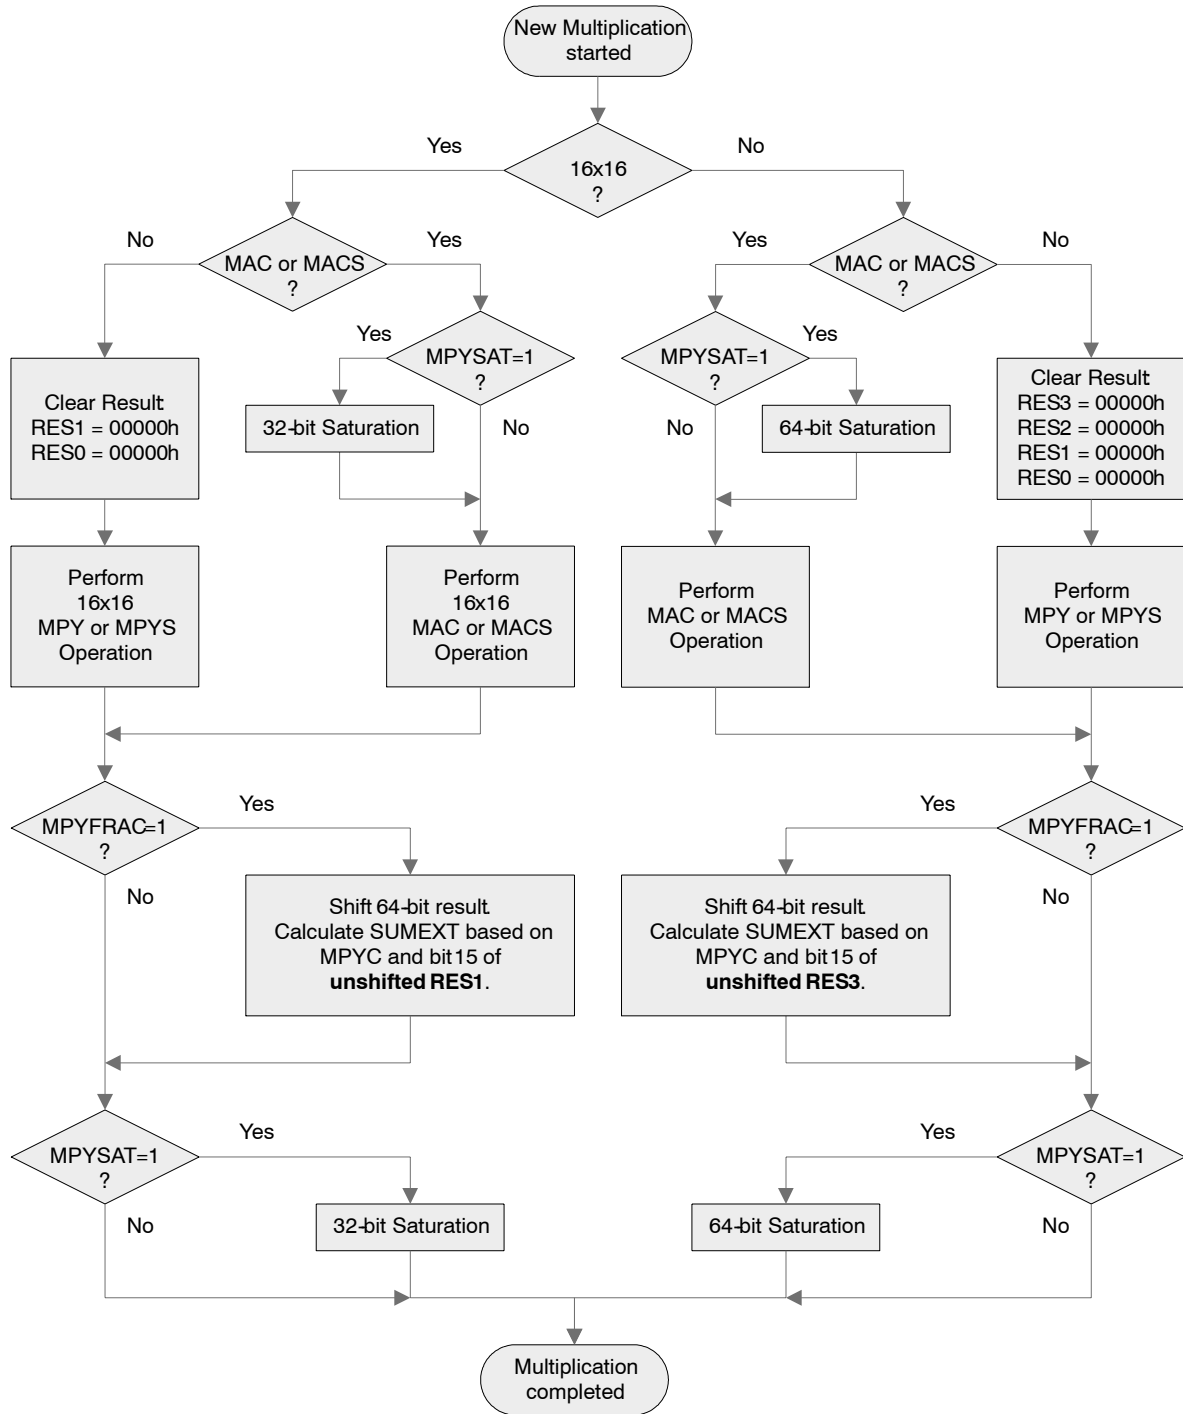 New Multiplication
started
Yes
No
16x16
?
No
Yes
Yes
No
MAC or MACS
?
MAC or MACS
?
Yes
Yes
MPYSAT=1
?
MPYSAT=1
?
Clear Result
RES1 = 00000h
RES0 = 00000h
32-bit Saturation
No
No
64-bit Saturation
Clear Result
RES3 = 00000h
RES2 = 00000h
RES1 = 00000h
RES0 = 00000h
Perform
16x16
MPY or MPYS
Operation
Perform
16x16
MAC or MACS
Operation
Perform
MAC or MACS
Operation
Perform
MPY or MPYS
Operation
MPYFRAC=1
?
Yes
No
Yes
MPYFRAC=1
?
No
Shift 64-bit result.
Calculate SUMEXT based on
MPYC and bit 15 of
unshifted RES1.
Shift 64-bit result.
Calculate SUMEXT based on
MPYC and bit 15 of
unshifted RES3.
MPYSAT=1
?
Yes
No
Yes
MPYSAT=1
?
No
32-bit Saturation
64-bit Saturation
Multiplication
completed